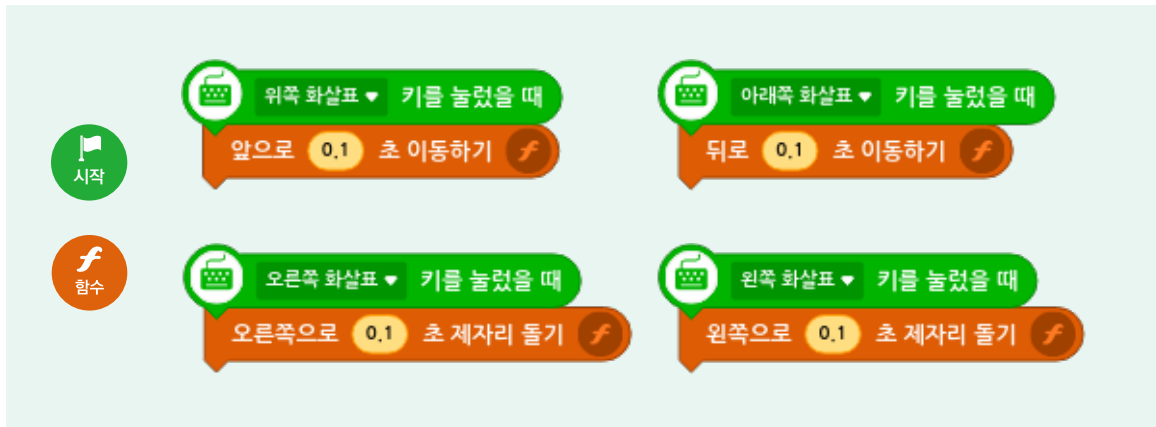 시작
함수
위쪽 화살표 키를 눌렀을 때
앞으로 0.1 초 이동하기
아래쪽 화살표 키를 눌렀을 때
뒤로 0.1 초 이동하기
오른쪽 화살표 키를 눌렀을 때
오른쪽으로 0.1 초 제자리 돌기
왼쪽 화살표 키를 눌렀을 때
왼쪽으로 0.1 초 제자리 돌기